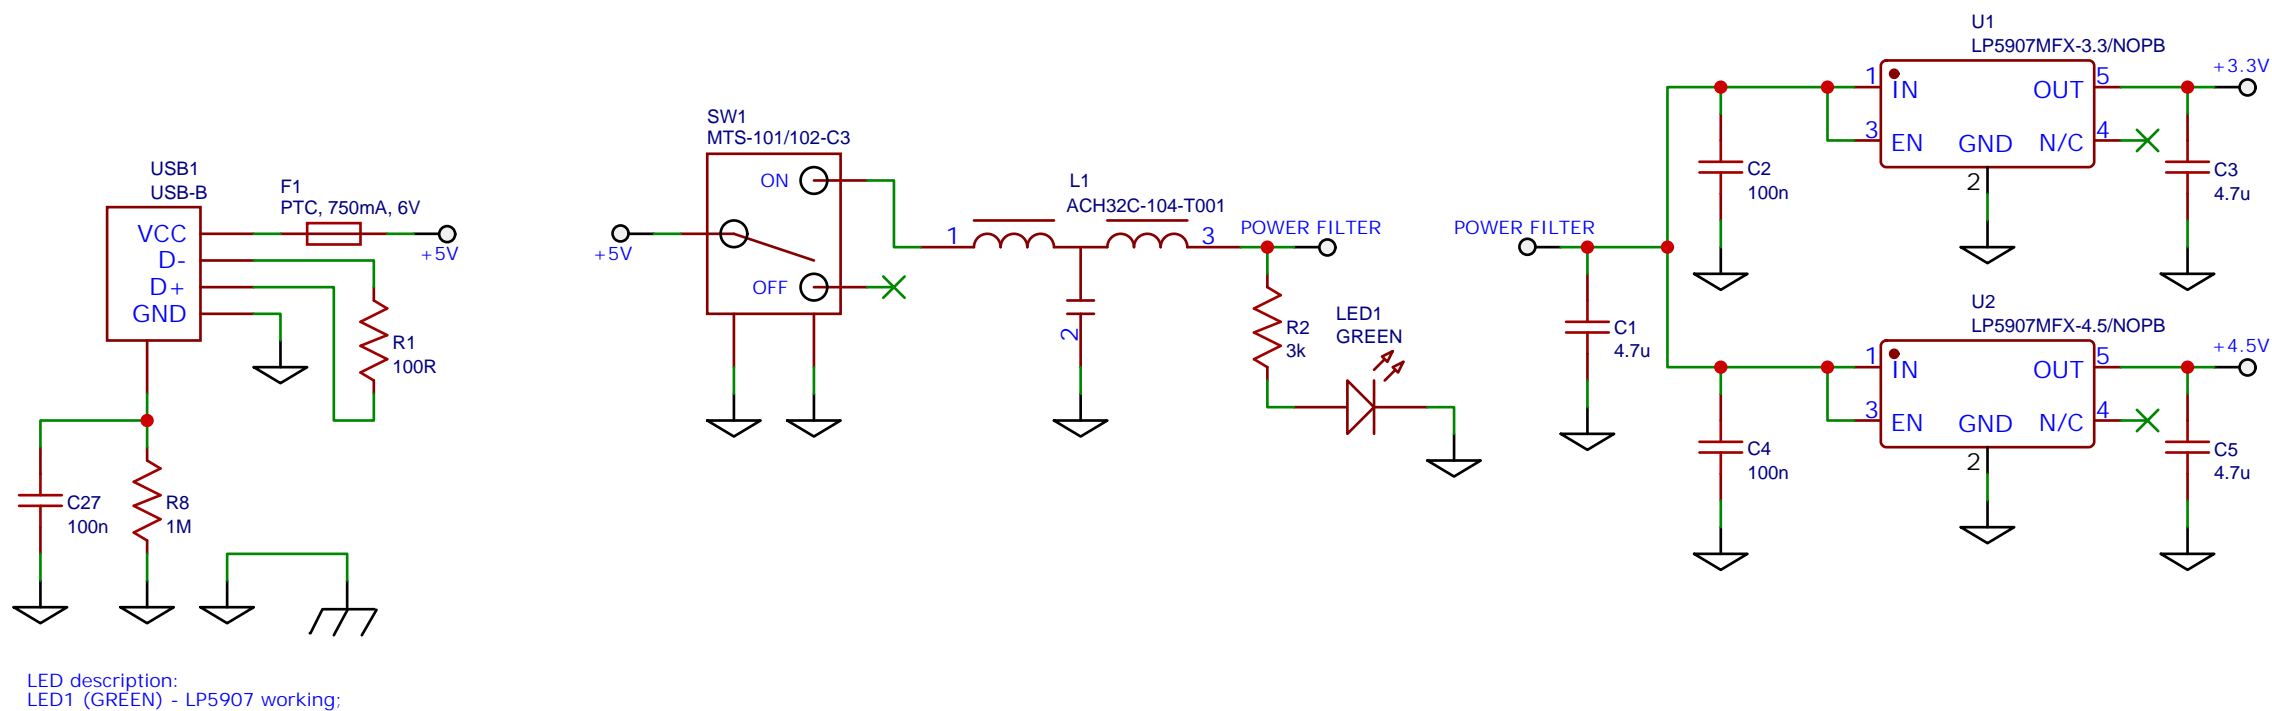 USB1
USB-B
VCC
D-
D+
GND
F1
PTC, 750mA, 6V
+5V
R1
100R
C27
100n
R8
1M
LED description:
LED1 (GREEN) - LP5907 working;
+5V
SW1
MTS-101/102-C3
ON
OFF
L1
ACH32C-104-T001
1
2
3
POWER FILTER
R2
3k
LED1
GREEN
POWER FILTER
C1
4.7u
C2
100n
U1
LP5907MFX-3.3/NOPB
1
IN
3
EN
GND
2
OUT
5
N/C
4
+3.3V
C3
4.7u
C4
100n
U2
LP5907MFX-4.5/NOPB
1
IN
3
EN
GND
2
OUT
5
N/C
4
+4.5V
C5
4.7u